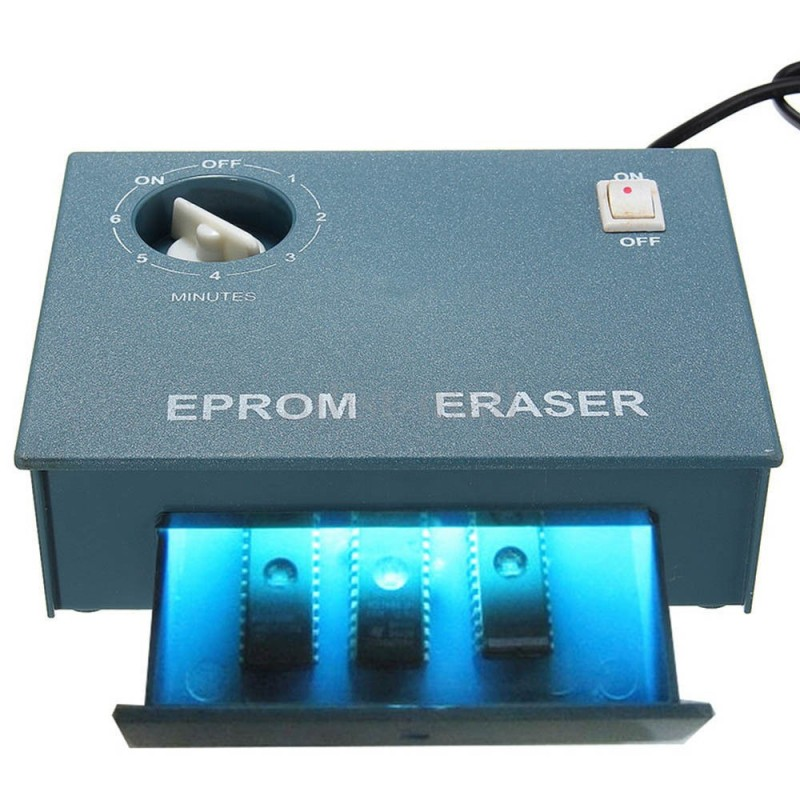 OFF
ON 1
6 2
5 3
4
MINUTES
ON
OFF
EPROM ERASER